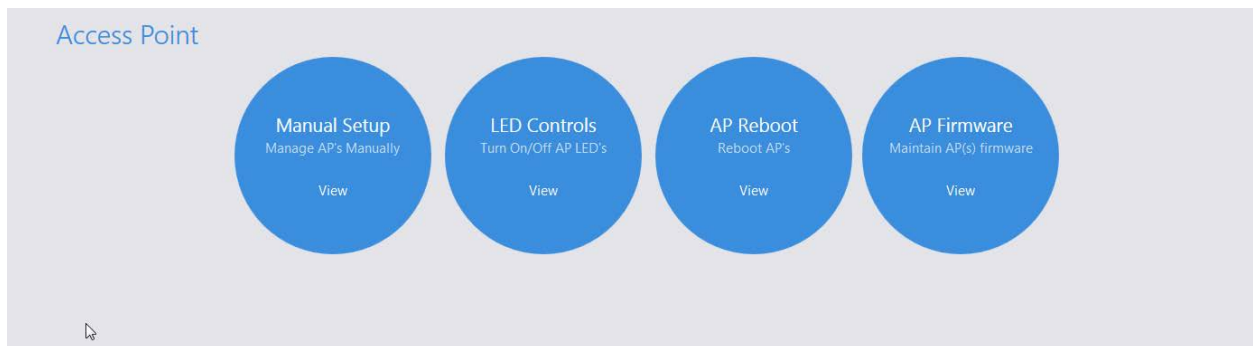 Access Point
Manual Setup
Manage AP's Manually
View
LED Controls
Turn On/Off AP LED's
View
AP Reboot
Reboot AP's
View
AP Firmware
Maintain AP(s) firmware
View